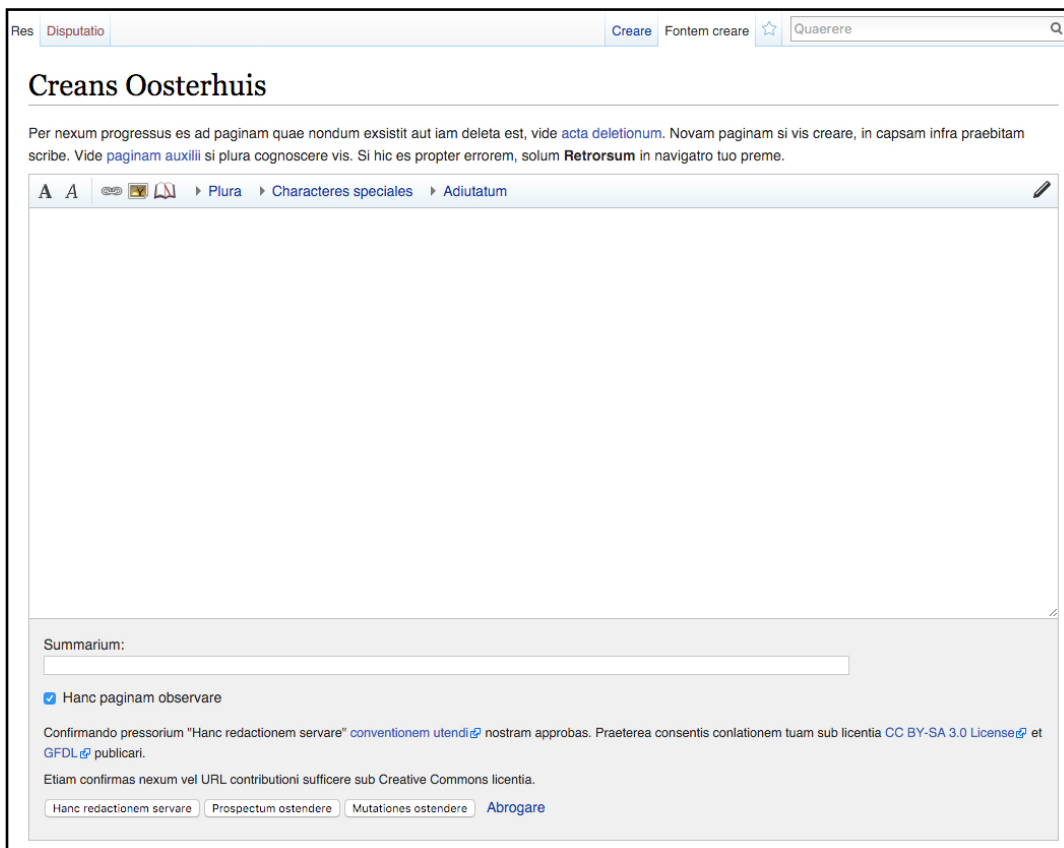 Res Disputatio Creare Fontem creare Quaerere
Creans Oosterhuis
Per nexum progressus es ad paginam quae nondum exsistit aut iam deleta est, vide acta deletionum. Novam paginam si vis creare, in capsam infra praebitam
scribe. Vide paginam auxilii si plura cognoscere vis. Si hic es propter errorem, solum Retrorsum in navigatro tuo preme.
A A Plura Characteres speciales Adiutatum
Summarium:
Hanc paginam observare
Confirmando pressorium "Hanc redactionem servare" conventionem utendi nostram approbas. Praeterea consentis conlationem tuam sub licentia CC BY-SA 3.0 License et
GFDL publicari.
Etiam confirmas nexum vel URL contributioni sufficere sub Creative Commons licentia.
Hanc redactionem servare Prospectum ostendere Mutationes ostendere Abrogare